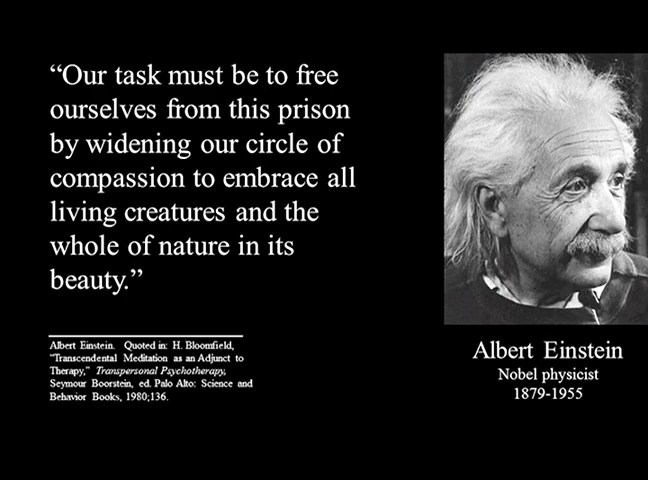 “Our task must be to free
ourselves from this prison
by widening our circle of
compassion to embrace all
living creatures and the
whole of nature in its
beauty.”
Albert Einstein. Quoted in: H. Bloomfield,
"Transcendental Meditation as an Adjunct to
Therapy," Transpersonal Psychotherapy,
Seymour Boorstein, ed. Palo Alto: Science and
Behavior Books, 1980;136.
Albert Einstein
Nobel physicist
1879-1955